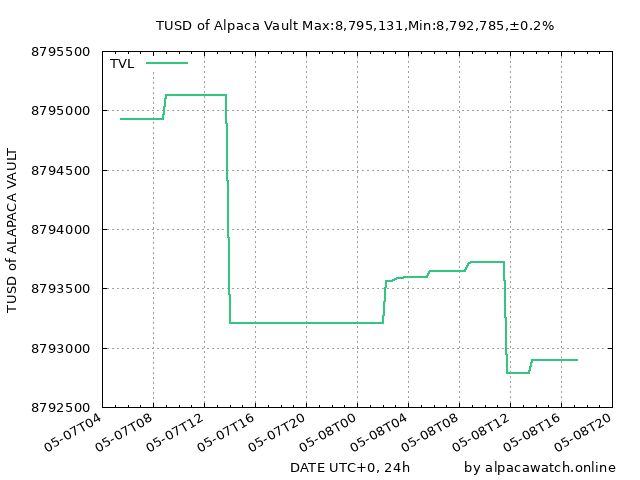 TUSD of Alpaca Vault Max:8,795,131,Min:8,792,785,±0.2%
TVL
8795500
8795000
8794500
8794000
8793500
8793000
8792500
TUSD of ALAPACA VAULT
05-07T04
05-07T08
05-07T12
05-07T16
05-07T20
05-08T00
05-08T04
05-08T08
05-08T12
05-08T16
05-08T20
DATE UTC+0, 24h
by alpacawatch.online